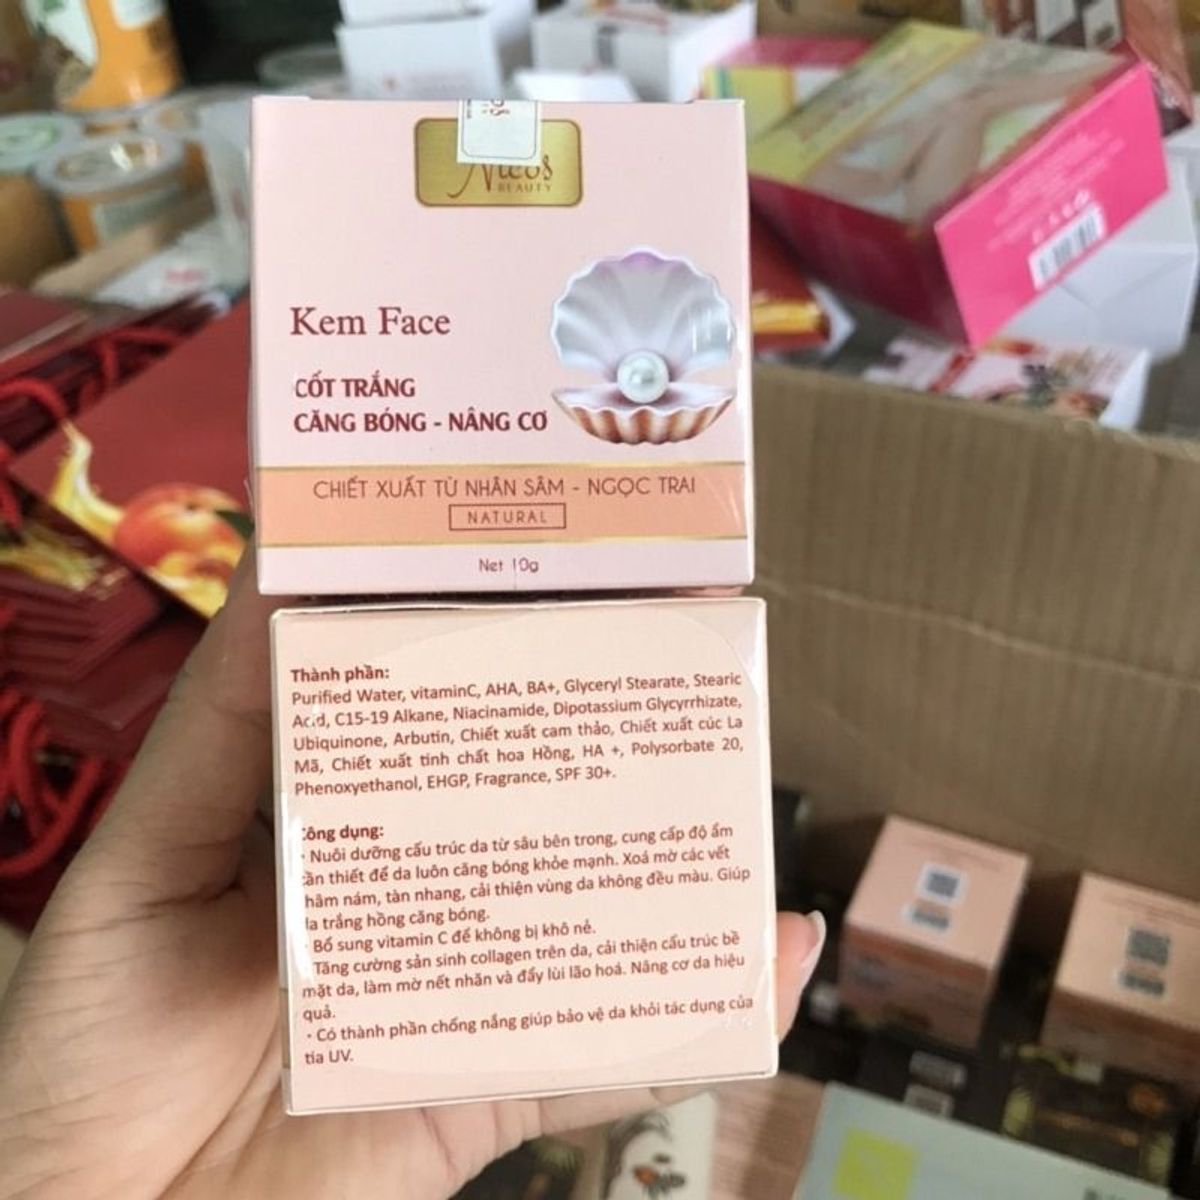 Nicos
BEAUTY
Kem Face
CỐT TRẮNG
CĂNG BÓNG - NÂNG CƠ
CHIẾT XUẤT TỪ NHÂN SÂM - NGỌC TRAI
NATURAL
Net 10g
Thành phần:
Purified Water, vitaminC, AHA, BA+, Glyceryl Stearate, Stearic
Acid, C15-19 Alkane, Niacinamide, Dipotassium Glycyrrhizate,
Ubiquinone, Arbutin, Chiết xuất cam thảo, Chiết xuất cúc La
Mã, Chiết xuất tinh chất hoa Hồng, HA +, Polysorbate 20,
Phenoxyethanol, EHGP, Fragrance, SPF 30+.
Công dụng:
- Nuôi dưỡng cấu trúc da từ sâu bên trong, cung cấp độ ẩm
cần thiết để da luôn căng bóng khỏe mạnh. Xoá mờ các vết
thâm nám, tàn nhang, cải thiện vùng da không đều màu. Giúp
da trắng hồng căng bóng.
- Bổ sung vitamin C để không bị khô nẻ.
Tăng cường sản sinh collagen trên da, cải thiện cấu trúc bề
mặt da, làm mờ nết nhăn và đẩy lùi lão hoá. Nâng cơ da hiệu
quả.
- Có thành phần chống nắng giúp bảo vệ da khỏi tác dụng của
tia UV.